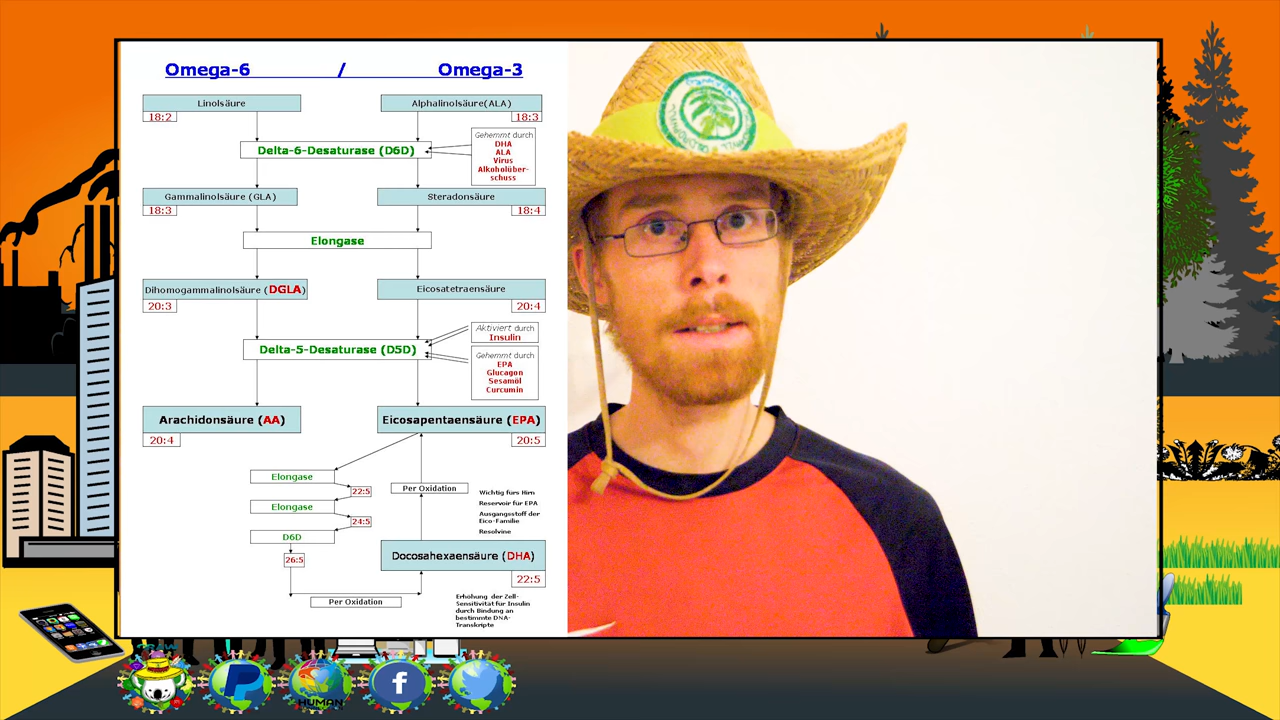 Omega-6 / Omega-3
Linolsäure
18:2
Alphalinolsäure(ALA)
18:3
Delta-6-Desaturase (D6D)
Gehemmt durch
DHA
ALA
Virus
Alkoholüber-
schuss
Gammalinolsäure (GLA)
18:3
Steradonsäure
18:4
Elongase
Dihomogammalinolsäure (DGLA)
20:3
Eicosatetraensäure
20:4
Delta-5-Desaturase (D5D)
Aktiviert durch
Insulin
Gehemmt durch
EPA
Glucagon
Sesamöl
Curcumin
Arachidonsäure (AA)
20:4
Eicosapentaensäure (EPA)
20:5
Elongase
22:5
Elongase
24:5
D6D
26:5
Per Oxidation
Per Oxidation
Wichtig fürs Hirn
Reservoir für EPA
Ausgangsstoff der
Eico-Familie
Resolvine
Docosahexaensäure (DHA)
22:5
Erhöhung der Zell-
Sensitivität für Insulin
durch Bindung an
bestimmte DNA-
Transkripte
HUMAN